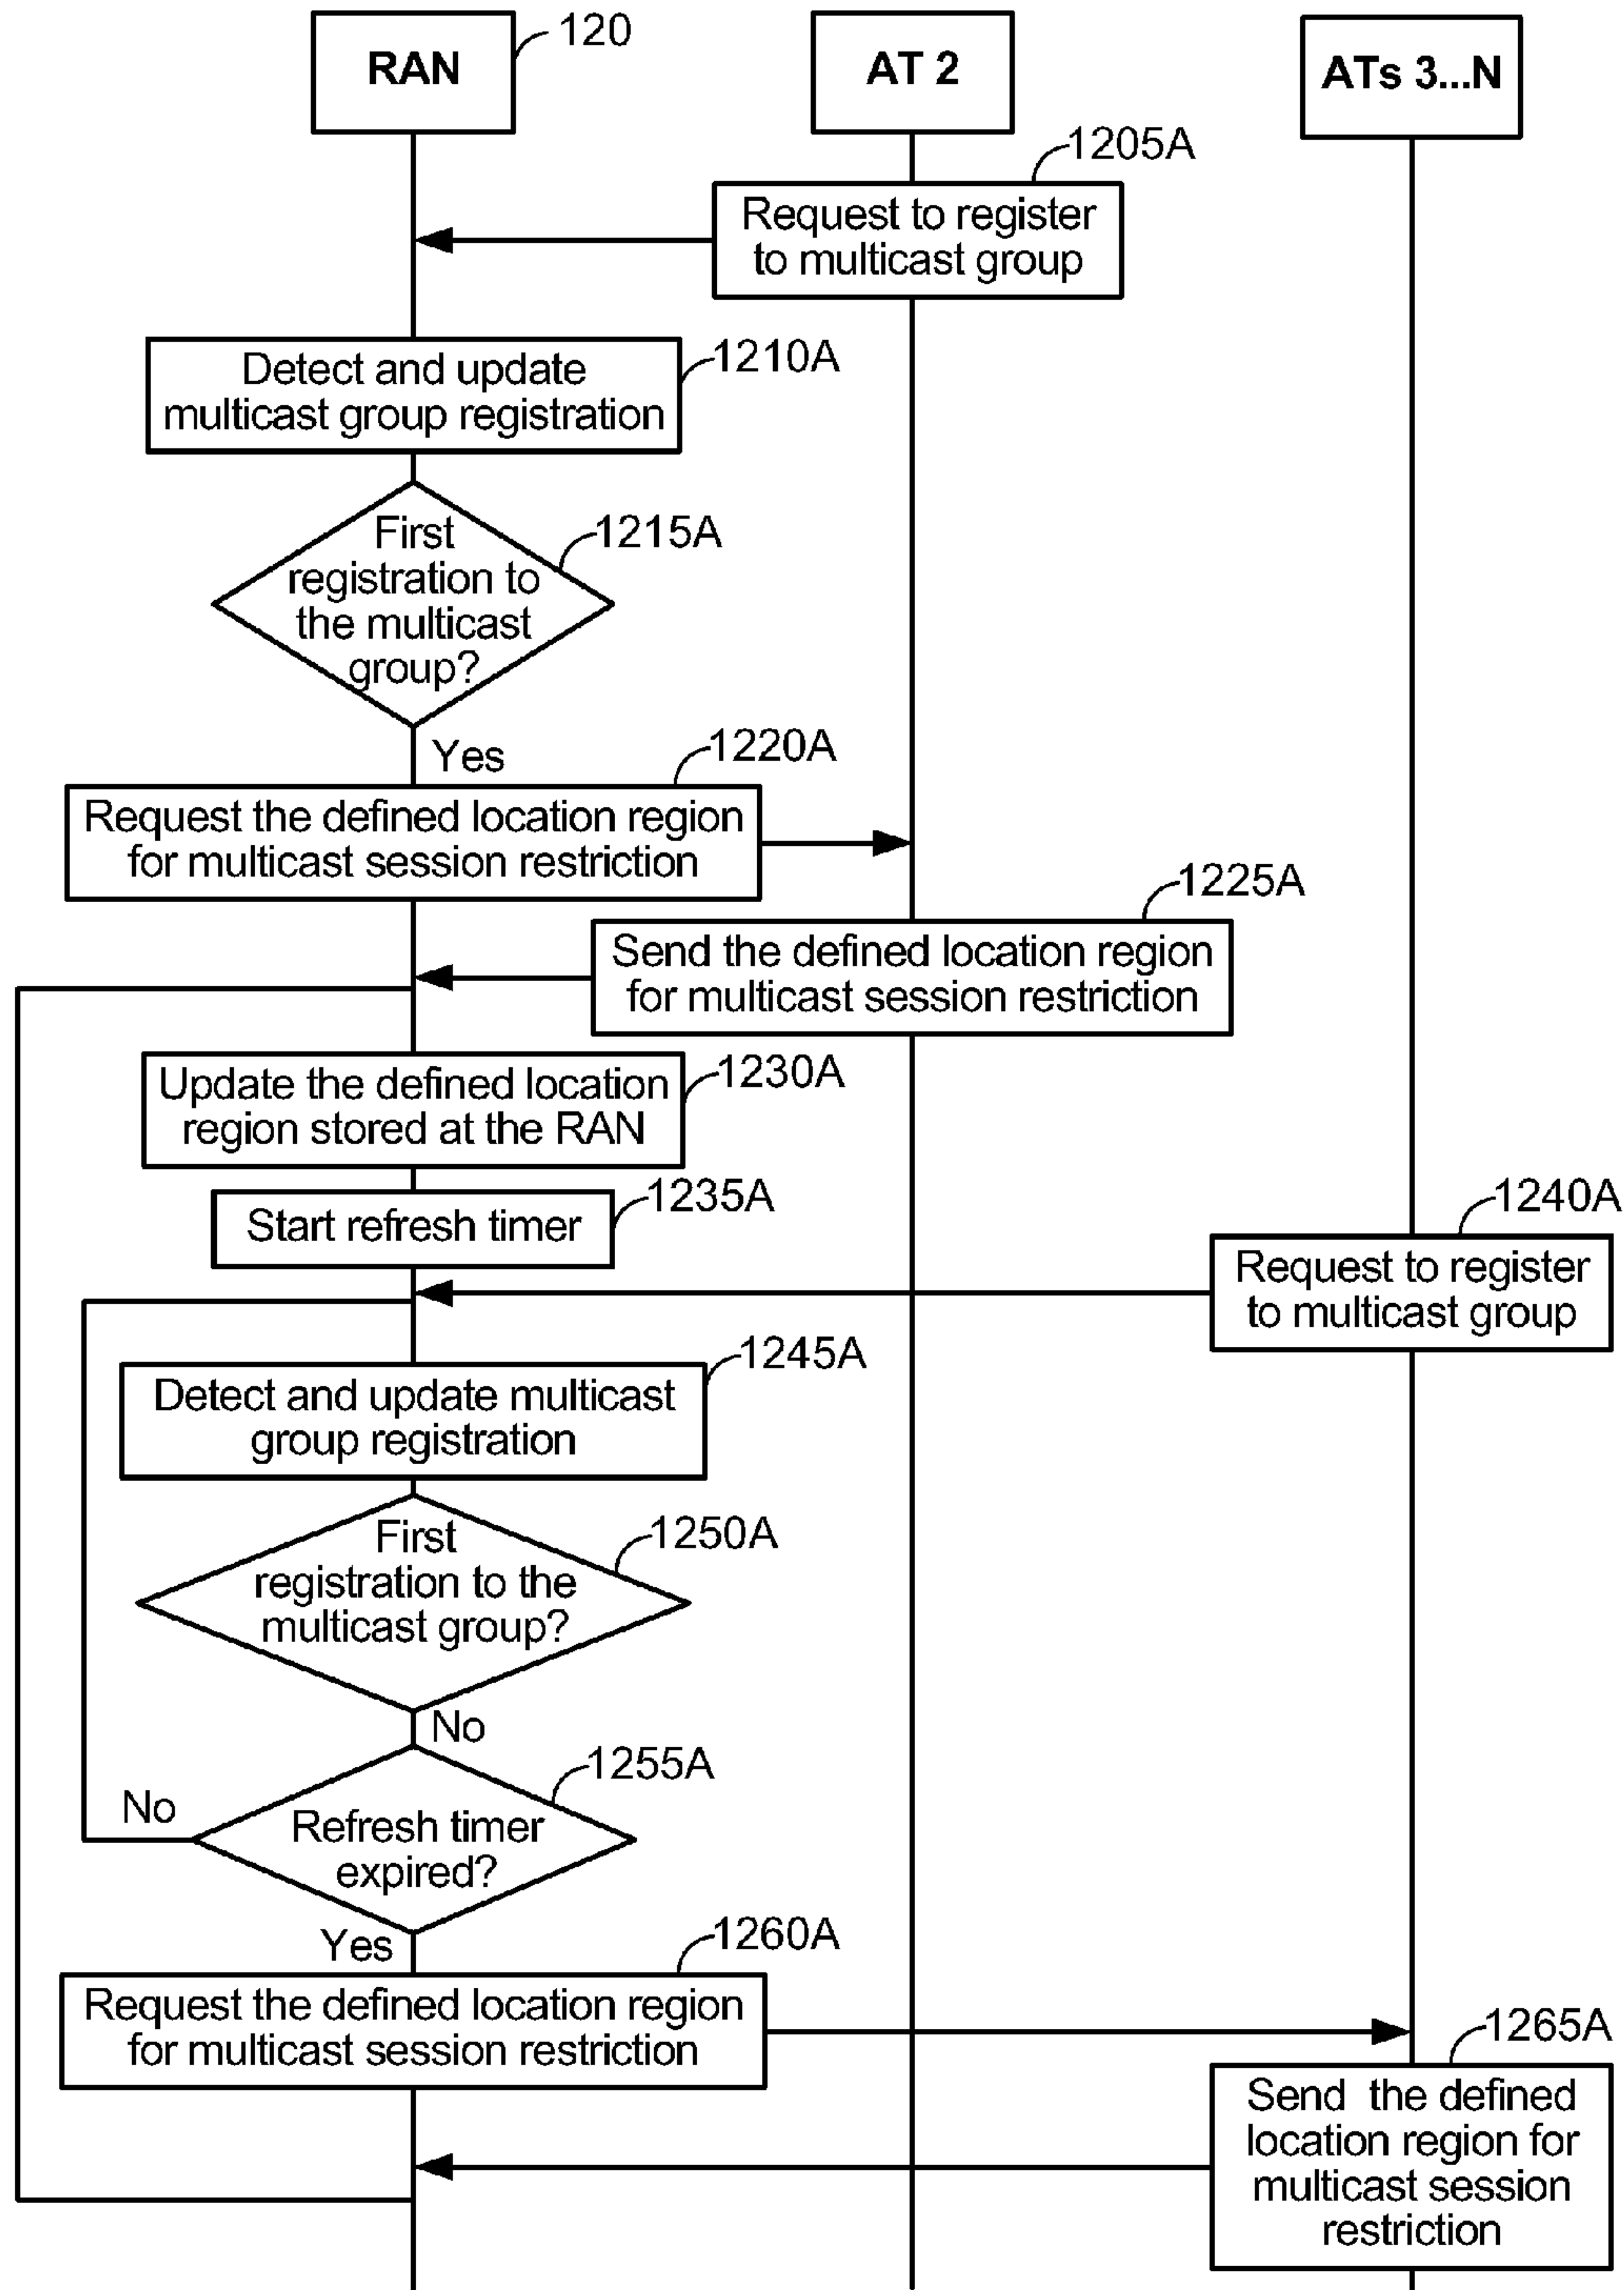 RAN
120
AT 2
ATs 3...N
1205A
Request to register
to multicast group
1210A
Detect and update
multicast group registration
1215A
First
registration to
the multicast
group?
Yes
1220A
Request the defined location region
for multicast session restriction
1225A
Send the defined location region
for multicast session restriction
1230A
Update the defined location
region stored at the RAN
1235A
Start refresh timer
1240A
Request to register
to multicast group
1245A
Detect and update multicast
group registration
1250A
First
registration to the
multicast group?
No
1255A
No
Refresh timer
expired?
Yes
1260A
Request the defined location region
for multicast session restriction
1265A
Send the defined
location region for
multicast session
restriction